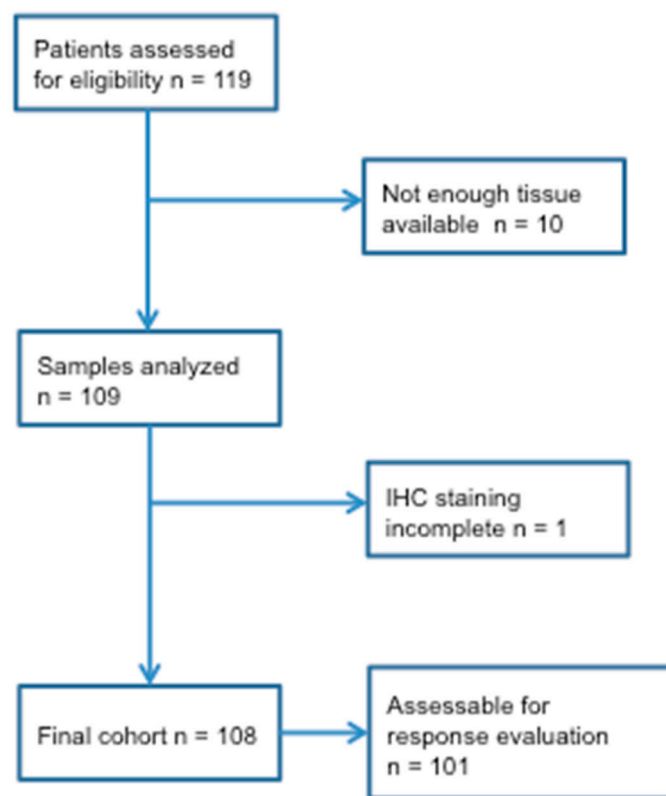 Patients assessed
for eligibility n = 119
Not enough tissue
available n = 10
Samples analyzed
n = 109
IHC staining
incomplete n = 1
Final cohort n = 108
Assessable for
response evaluation
n = 101